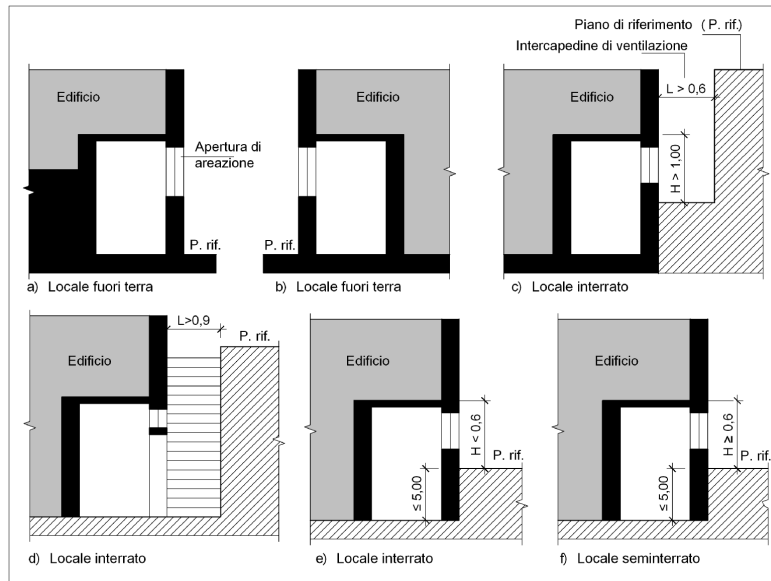 Piano di riferimento (P. rif.)
Intercapedine di ventilazione
Edificio
Apertura di
areazione
P. rif.
a) Locale fuori terra
Edificio
P. rif.
b) Locale fuori terra
Edificio
L > 0,6
H > 1.00
c) Locale interrato
L>0,9
P. rif.
Edificio
d) Locale interrato
Edificio
H < 0,6
P. rif.
≤ 5,00
e) Locale interrato
Edificio
H ≥ 0,6
P. rif.
≤ 5,00
f) Locale seminterrato